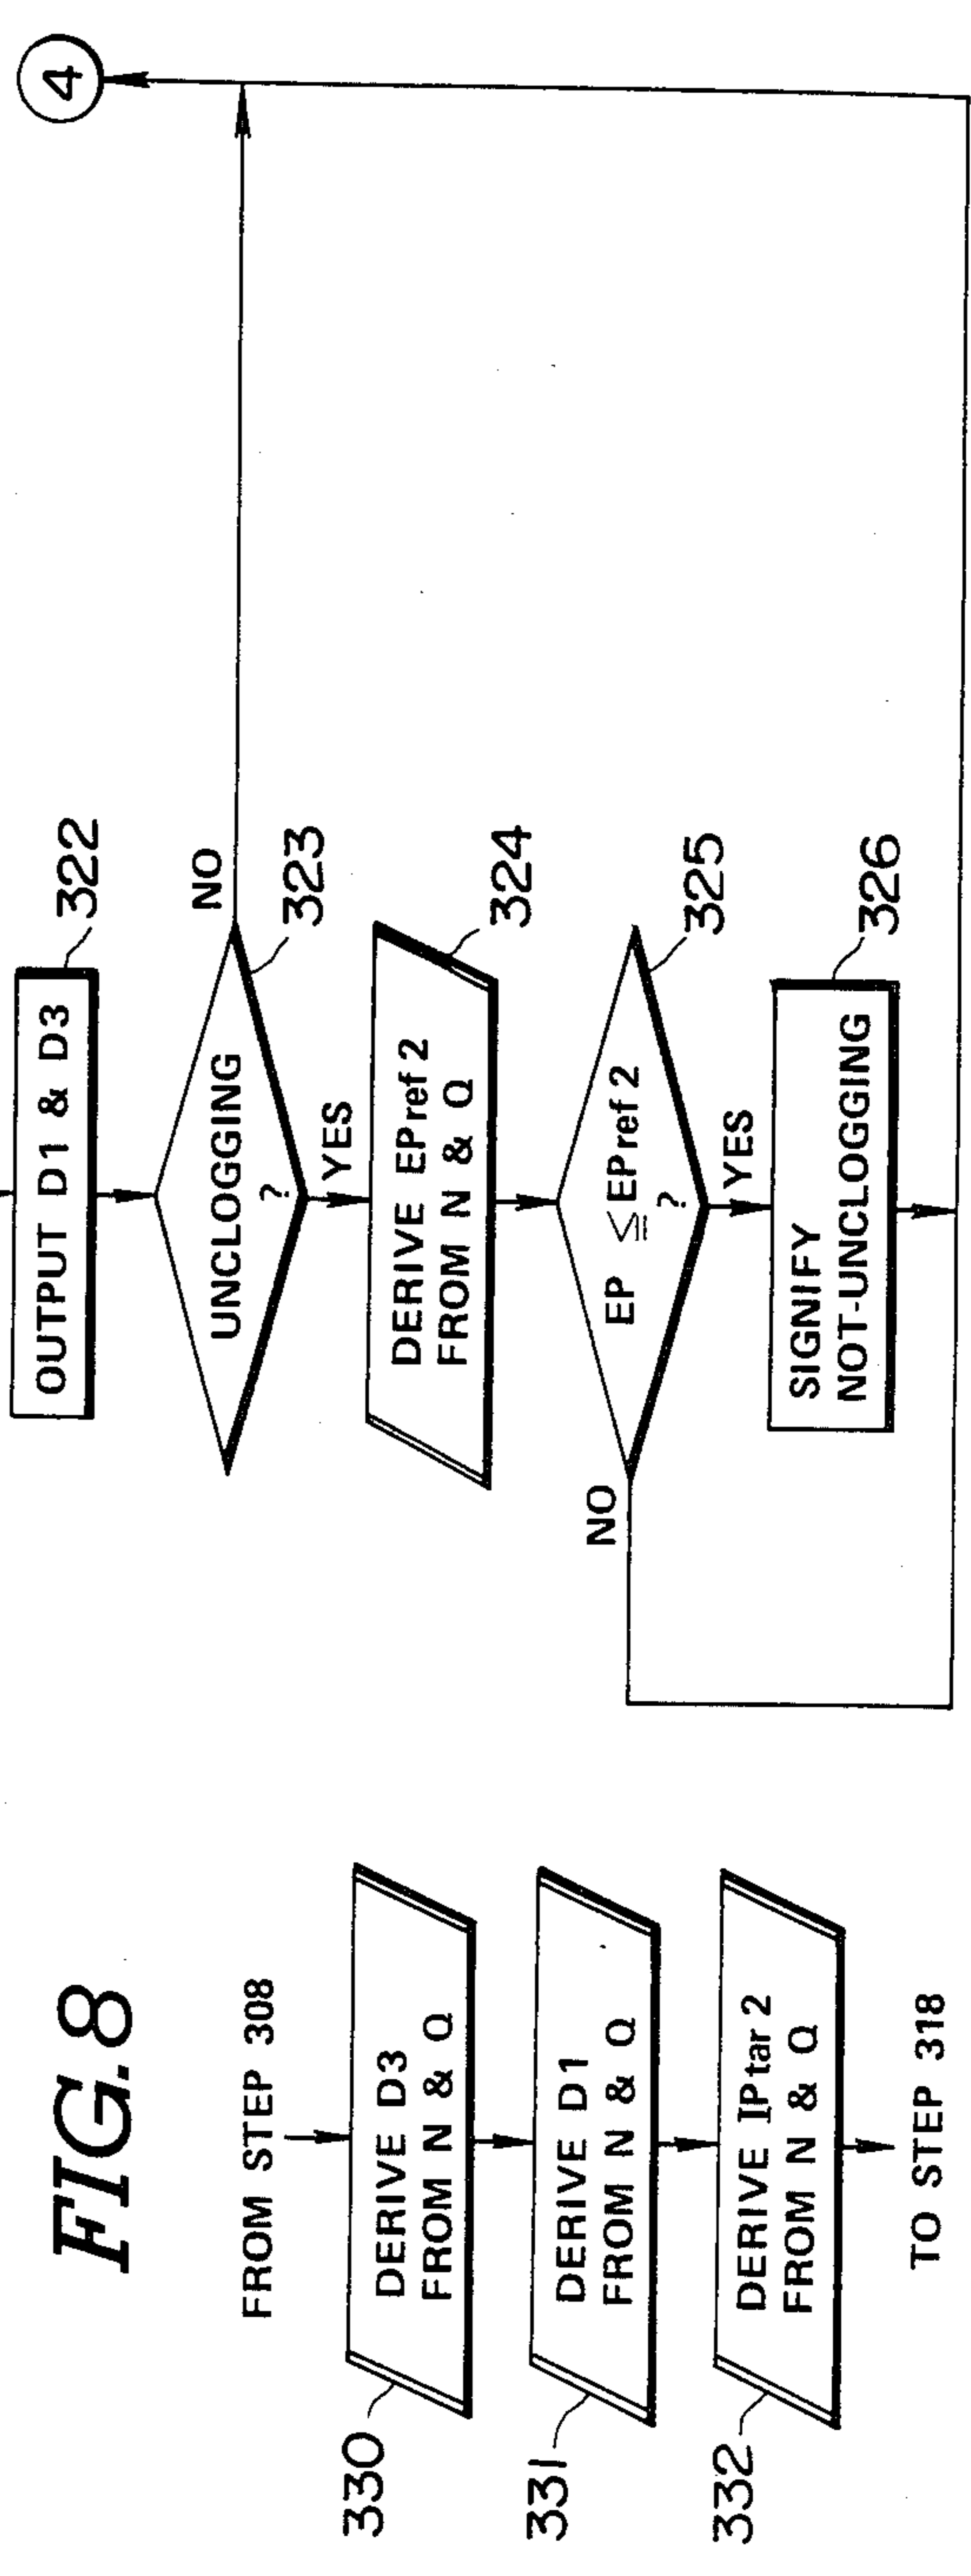 FIG.8
FROM STEP 308
330
DERIVE D3
FROM N & Q
331
DERIVE D1
FROM N & Q
332
DERIVE IPtar 2
FROM N & Q
TO STEP 318
OUTPUT D1 & D3
322
UNCLOGGING
?
323
NO
YES
DERIVE EPref 2
FROM N & Q
324
EP ≦ EPref 2
?
325
NO
YES
SIGNIFY
NOT-UNCLOGGING
326
4